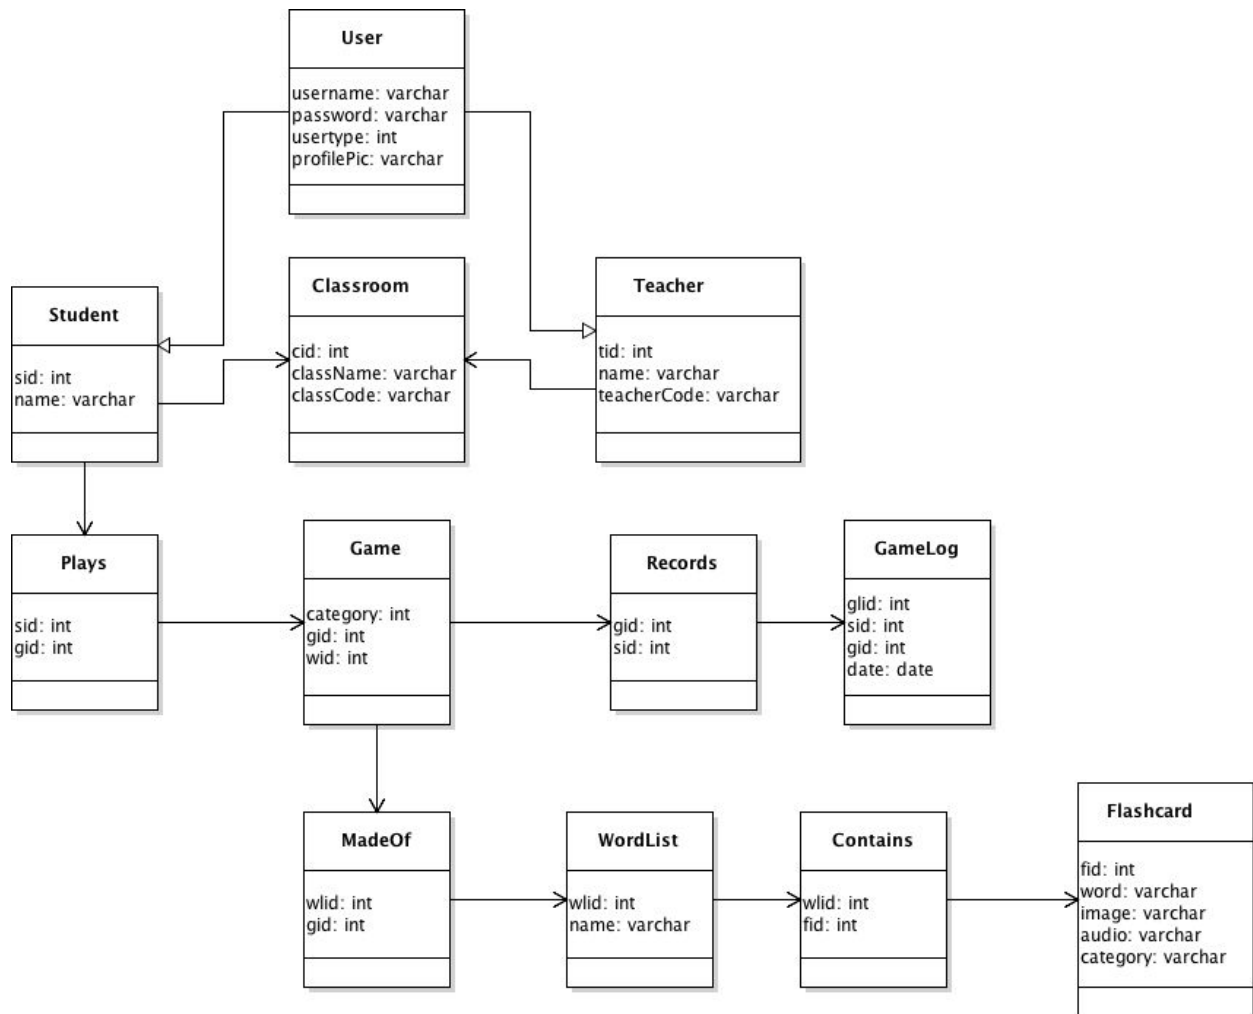 User
username: varchar
password: varchar
usertype: int
profilePic: varchar
Student
sid: int
name: varchar
Classroom
cid: int
className: varchar
classCode: varchar
Teacher
tid: int
name: varchar
teacherCode: varchar
Plays
sid: int
gid: int
Game
category: int
gid: int
wid: int
Records
gid: int
sid: int
GameLog
glid: int
sid: int
gid: int
date: date
MadeOf
wlid: int
gid: int
WordList
wlid: int
name: varchar
Contains
wlid: int
fid: int
Flashcard
fid: int
word: varchar
image: varchar
audio: varchar
category: varchar